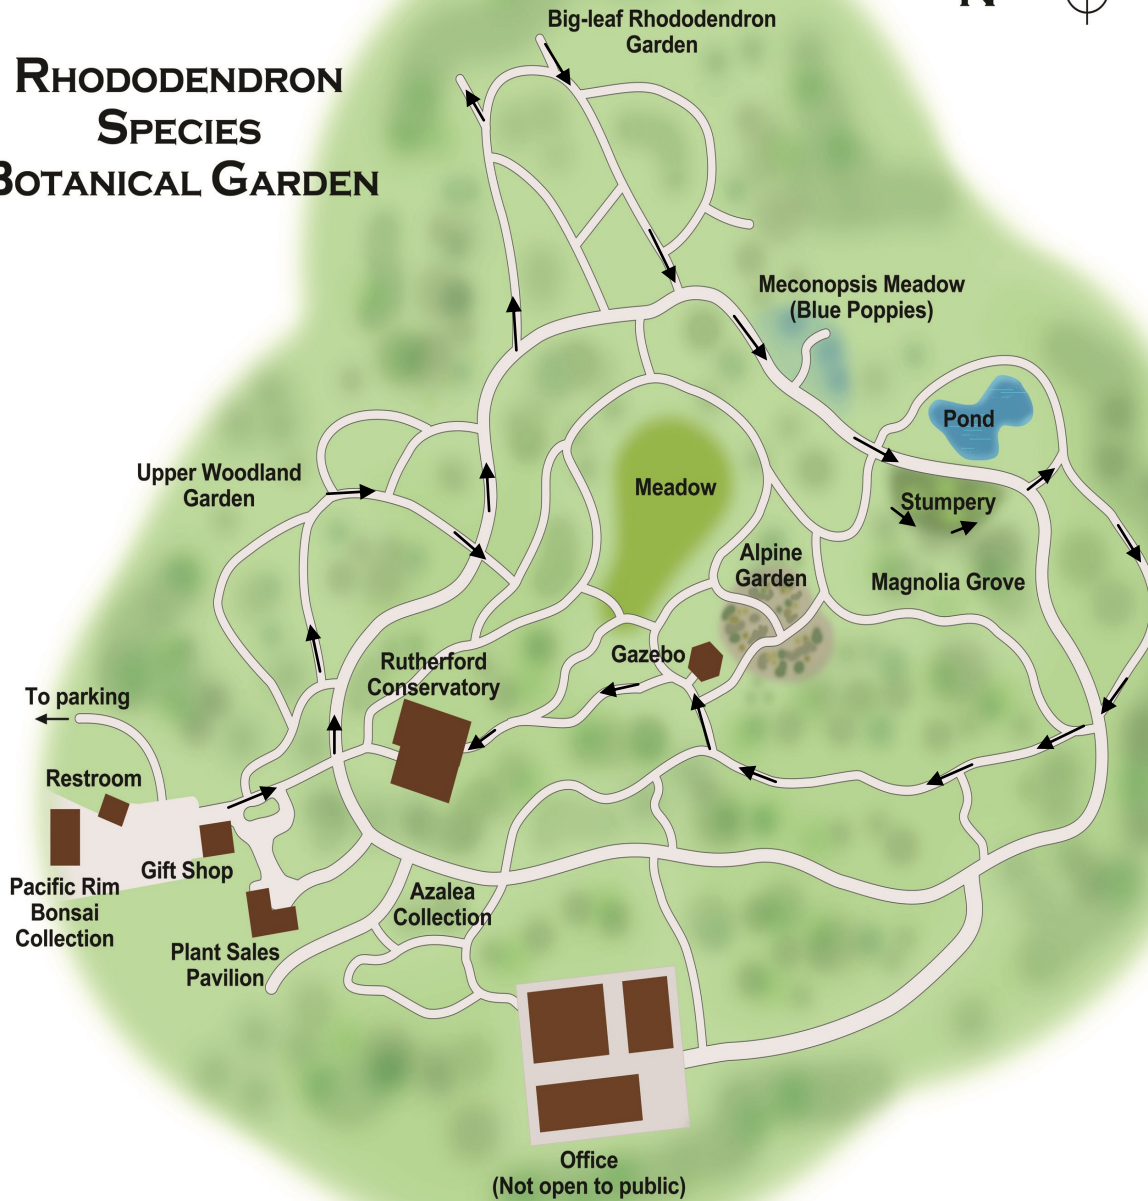 N
Big-leaf Rhododendron
Garden
RHODODENDRON
SPECIES
BOTANICAL GARDEN
Meconopsis Meadow
(Blue Poppies)
Pond
Upper Woodland
Garden
Meadow
Stumpery
Alpine
Garden
Magnolia Grove
Gazebo
Rutherford
Conservatory
To parking
Restroom
Gift Shop
Pacific Rim
Bonsai
Collection
Azalea
Collection
Plant Sales
Pavilion
Office
(Not open to public)